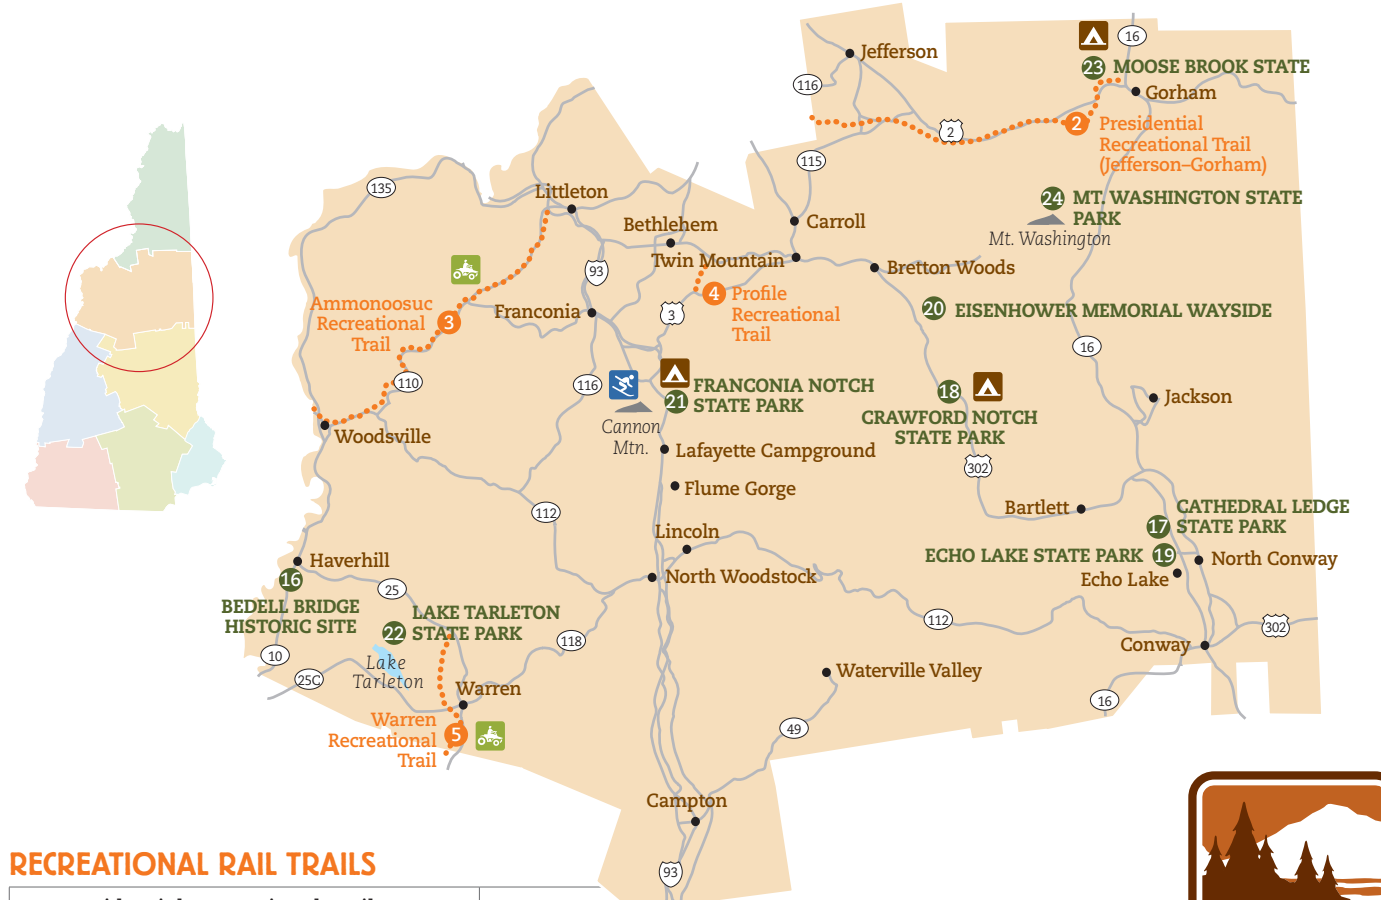 16
23 MOOSE BROOK STATE
Jefferson
116
Gorham
2 Presidential
Recreational Trail
(Jefferson–Gorham)
2
115
135
Littleton
24 MT. WASHINGTON STATE
PARK
Mt. Washington
Bethlehem
Carroll
Twin Mountain
Bretton Woods
93
Ammonoosuc
Recreational
Trail
3
Franconia
3
4 Profile
Recreational
Trail
20 EISENHOWER MEMORIAL WAYSIDE
16
110
116
21 FRANCONIA NOTCH
STATE PARK
18
CRAWFORD NOTCH
STATE PARK
Jackson
Cannon
Mtn.
Woodsville
Lafayette Campground
302
Flume Gorge
112
Bartlett
17 CATHEDRAL LEDGE
STATE PARK
Lincoln
ECHO LAKE STATE PARK 19
North Conway
Echo Lake
Haverhill
16
BEDELL BRIDGE
HISTORIC SITE
25
North Woodstock
22 LAKE TARLETON
STATE PARK
118
112
302
Conway
10
25C
Lake
Tarleton
Warren
Waterville Valley
16
Warren
Recreational
Trail
5
49
Campton
93
RECREATIONAL RAIL TRAILS